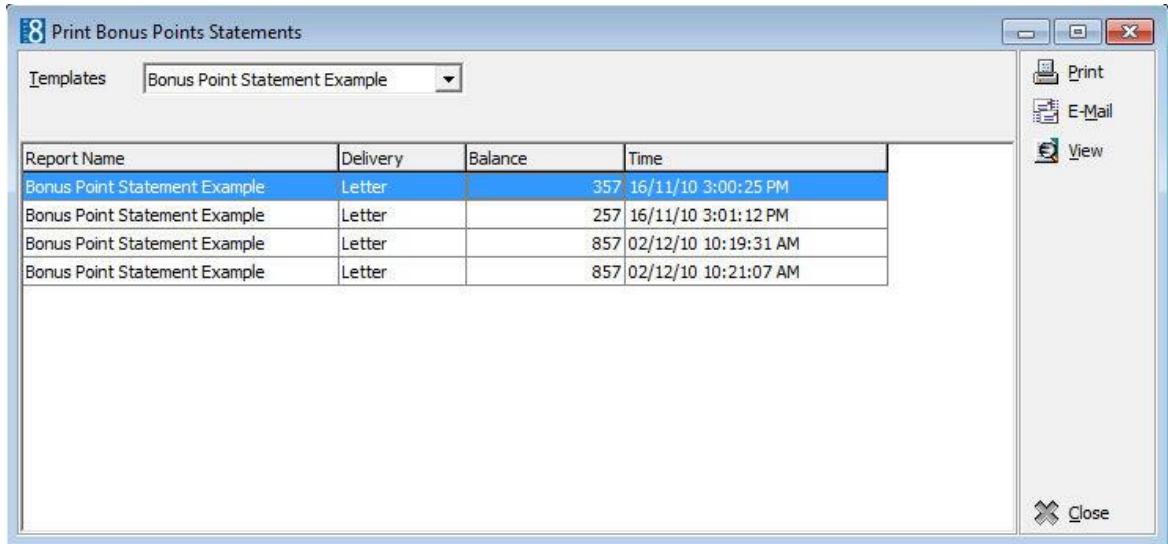 8 Print Bonus Points Statements
Templates Bonus Point Statement Example
Print
E-Mail
View
Report Name Delivery Balance Time
Bonus Point Statement Example Letter 357 16/11/10 3:00:25 PM
Bonus Point Statement Example Letter 257 16/11/10 3:01:12 PM
Bonus Point Statement Example Letter 857 02/12/10 10:19:31 AM
Bonus Point Statement Example Letter 857 02/12/10 10:21:07 AM
Close